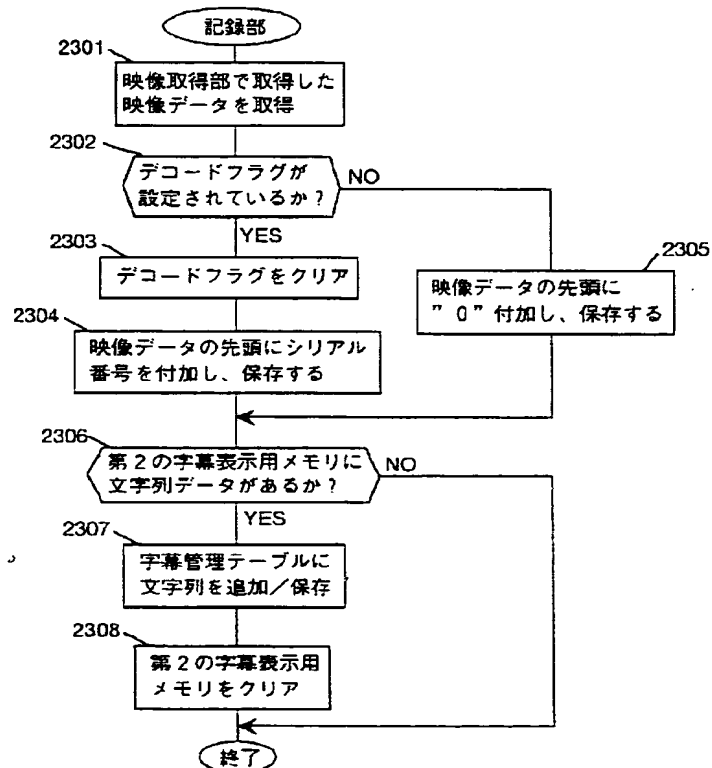 記録部
2301
映像取得部で取得した
映像データを取得
2302
デコードフラグが
設定されているか？
NO
YES
2303
デコードフラグをクリア
2305
映像データの先頭に
”０”付加し、保存する
2304
映像データの先頭にシリアル
番号を付加し、保存する
2306
第２の字幕表示用メモリに
文字列データがあるか？
NO
YES
2307
字幕管理テーブルに
文字列を追加／保存
2308
第２の字幕表示用
メモリをクリア
終了